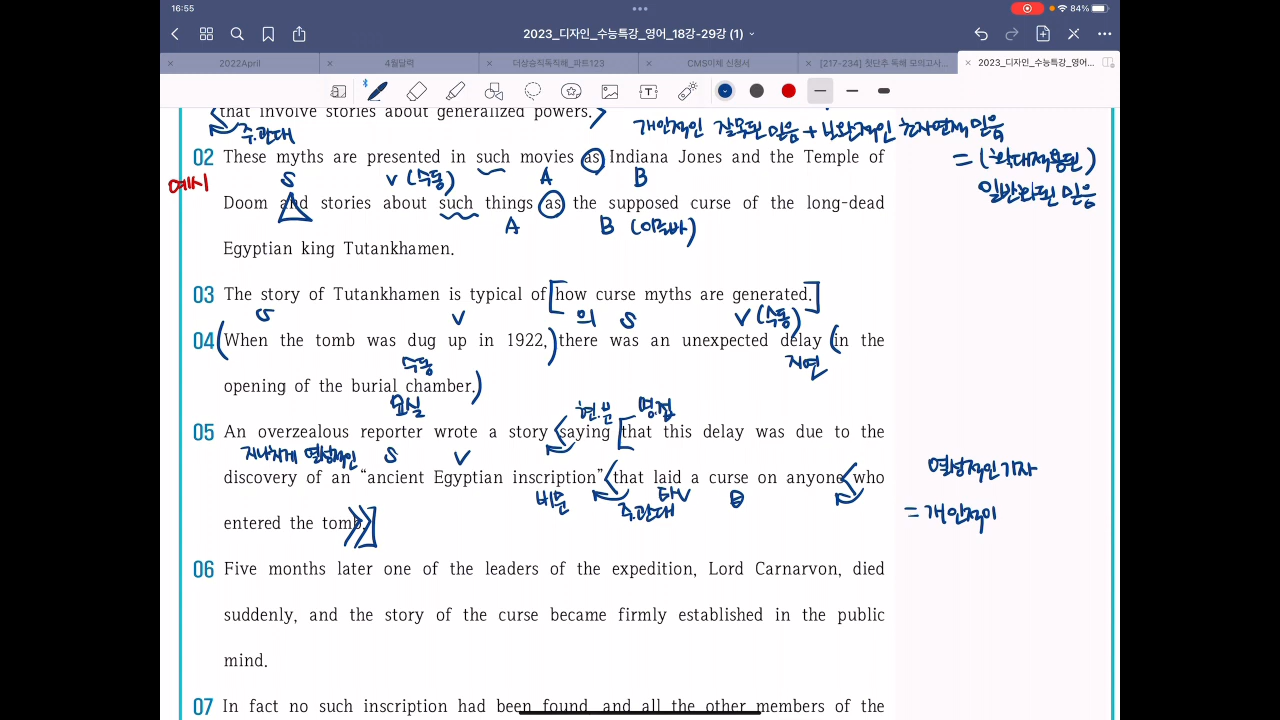 16:55
84%
2023_디자인_수능특강_영어_18강-29강 (1)
2022April
4월달력
더상승직독직해_파트123
CMS이체 신청서
[217-234] 첫단추 독해 모의고사...
2023_디자인_수능특강_영어...
that involve stories about generalized powers.
주.관대
개인적인 잘못된 믿음 + 초자연적 믿음
= (확대적용된)
일반화된 믿음
예시
02 These myths are presented in such movies as Indiana Jones and the Temple of
S V (수동) A B
Doom and stories about such things as the supposed curse of the long-dead
A B
Egyptian king Tutankhamen.
03 The story of Tutankhamen is typical of [how curse myths are generated.]
S V 의 S V (수동)
04 (When the tomb was dug up in 1922,) there was an unexpected delay (in the
수동 지연
opening of the burial chamber.)
묘실
현.분 명.접
05 An overzealous reporter wrote a story <saying [that this delay was due to the
지나치게 열성적인 S V
discovery of an “ancient Egyptian inscription” <that laid a curse on anyone <who
비문 주.관대 타V
열성적인 기자
entered the tomb.>>]
= 개인적이
06 Five months later one of the leaders of the expedition, Lord Carnarvon, died
suddenly, and the story of the curse became firmly established in the public
mind.
07 In fact no such inscription had been found, and all the other members of the